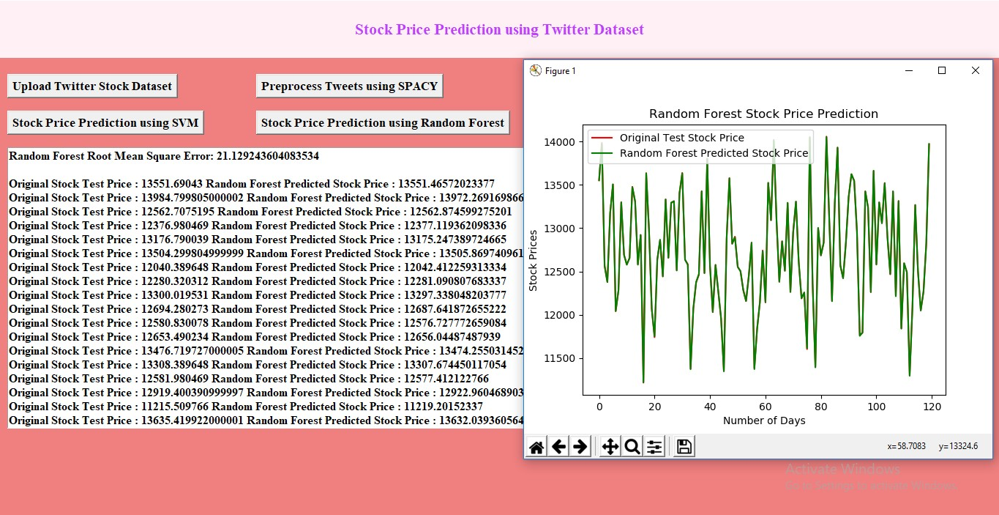 Stock Price Prediction using Twitter Dataset
Upload Twitter Stock Dataset
Preprocess Tweets using SPACY
Stock Price Prediction using SVM
Stock Price Prediction using Random Forest
Random Forest Root Mean Square Error: 21.129243604083534
Original Stock Test Price : 13551.69043 Random Forest Predicted Stock Price : 13551.46572023377
Original Stock Test Price : 13984.799805000002 Random Forest Predicted Stock Price : 13972.269169866
Original Stock Test Price : 12562.7075195 Random Forest Predicted Stock Price : 12562.874599275201
Original Stock Test Price : 12376.980469 Random Forest Predicted Stock Price : 12377.119362098336
Original Stock Test Price : 13176.790039 Random Forest Predicted Stock Price : 13175.247389724665
Original Stock Test Price : 13504.299804999999 Random Forest Predicted Stock Price : 13505.869740961
Original Stock Test Price : 12040.389648 Random Forest Predicted Stock Price : 12042.412259313334
Original Stock Test Price : 12280.320312 Random Forest Predicted Stock Price : 12281.090807683337
Original Stock Test Price : 13300.019531 Random Forest Predicted Stock Price : 13297.338048203777
Original Stock Test Price : 12694.280273 Random Forest Predicted Stock Price : 12687.641872655222
Original Stock Test Price : 12580.830078 Random Forest Predicted Stock Price : 12576.727772659084
Original Stock Test Price : 12653.490234 Random Forest Predicted Stock Price : 12656.04487487939
Original Stock Test Price : 13476.719727000005 Random Forest Predicted Stock Price : 13474.255031452
Original Stock Test Price : 13308.389648 Random Forest Predicted Stock Price : 13307.674450117054
Original Stock Test Price : 12581.980469 Random Forest Predicted Stock Price : 12577.412122766
Original Stock Test Price : 12919.400390999997 Random Forest Predicted Stock Price : 12922.960468903
Original Stock Test Price : 11215.509766 Random Forest Predicted Stock Price : 11219.20152337
Original Stock Test Price : 13635.419922000001 Random Forest Predicted Stock Price : 13632.039360564
Figure 1
Random Forest Stock Price Prediction
Original Test Stock Price
Random Forest Predicted Stock Price
Stock Prices
14000
13500
13000
12500
12000
11500
0 20 40 60 80 100 120
Number of Days
x=58.7083 y=13324.6
Activate Windows
Go to Settings to activate Windows.